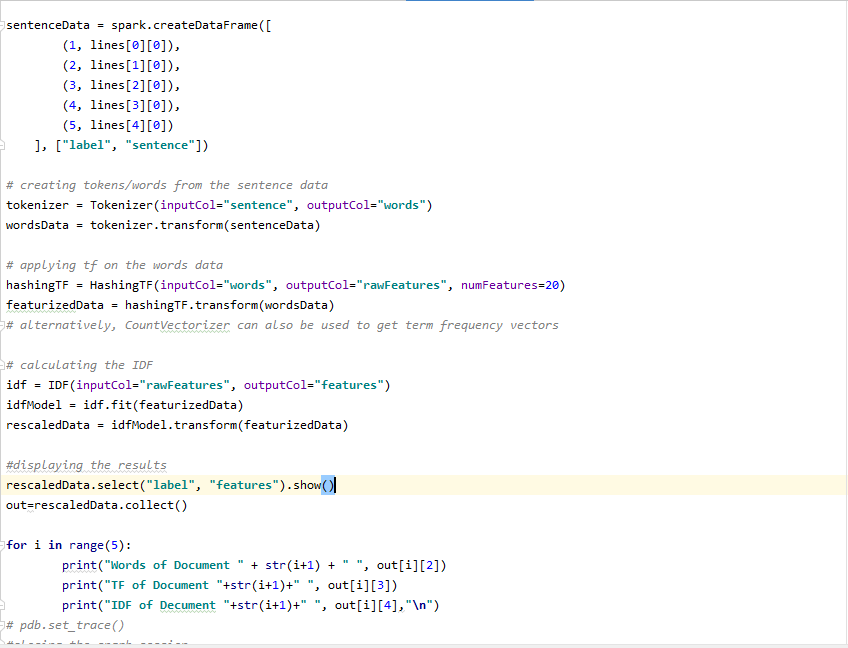 sentenceData = spark.createDataFrame([
        (1, lines[0][0]),
        (2, lines[1][0]),
        (3, lines[2][0]),
        (4, lines[3][0]),
        (5, lines[4][0])
    ], ["label", "sentence"])
# creating tokens/words from the sentence data
tokenizer = Tokenizer(inputCol="sentence", outputCol="words")
wordsData = tokenizer.transform(sentenceData)
# applying tf on the words data
hashingTF = HashingTF(inputCol="words", outputCol="rawFeatures", numFeatures=20)
featurizedData = hashingTF.transform(wordsData)
# alternatively, CountVectorizer can also be used to get term frequency vectors
# calculating the IDF
idf = IDF(inputCol="rawFeatures", outputCol="features")
idfModel = idf.fit(featurizedData)
rescaledData = idfModel.transform(featurizedData)
#displaying the results
rescaledData.select("label", "features").show()
out=rescaledData.collect()
for i in range(5):
        print("Words of Document " + str(i+1) + " ", out[i][2])
        print("TF of Document "+str(i+1)+" ", out[i][3])
        print("IDF of Decument "+str(i+1)+" ", out[i][4],"\n")
# pdb.set_trace()